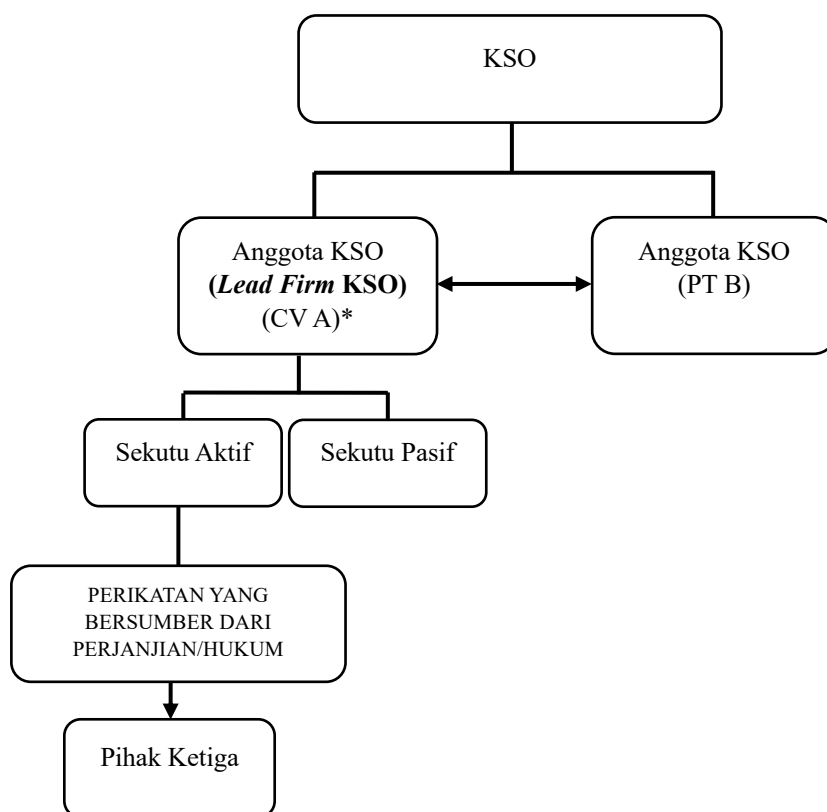 KSO
Anggota KSO
(Lead Firm KSO)
(CV A)*
Anggota KSO
(PT B)
Sekutu Aktif
Sekutu Pasif
PERIKATAN YANG
BERSUMBER DARI
PERJANJIAN/HUKUM
Pihak Ketiga